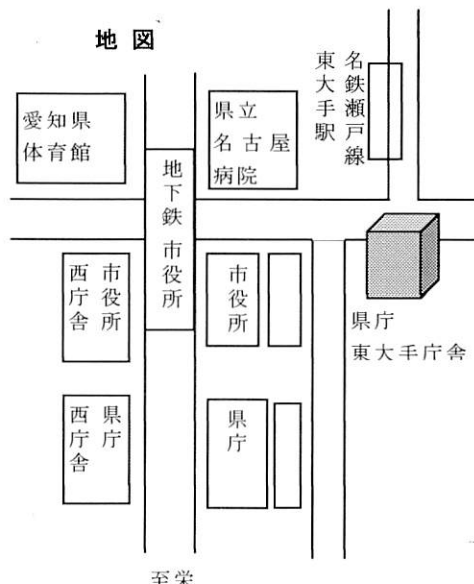 地図
愛知県
体育館
地下鉄 市役所
県立
名古屋
病院
名鉄瀬戸線
東大手駅
市役所
西庁舎
市役所
県庁
東大手庁舎
県庁
西庁舎
県庁
至栄